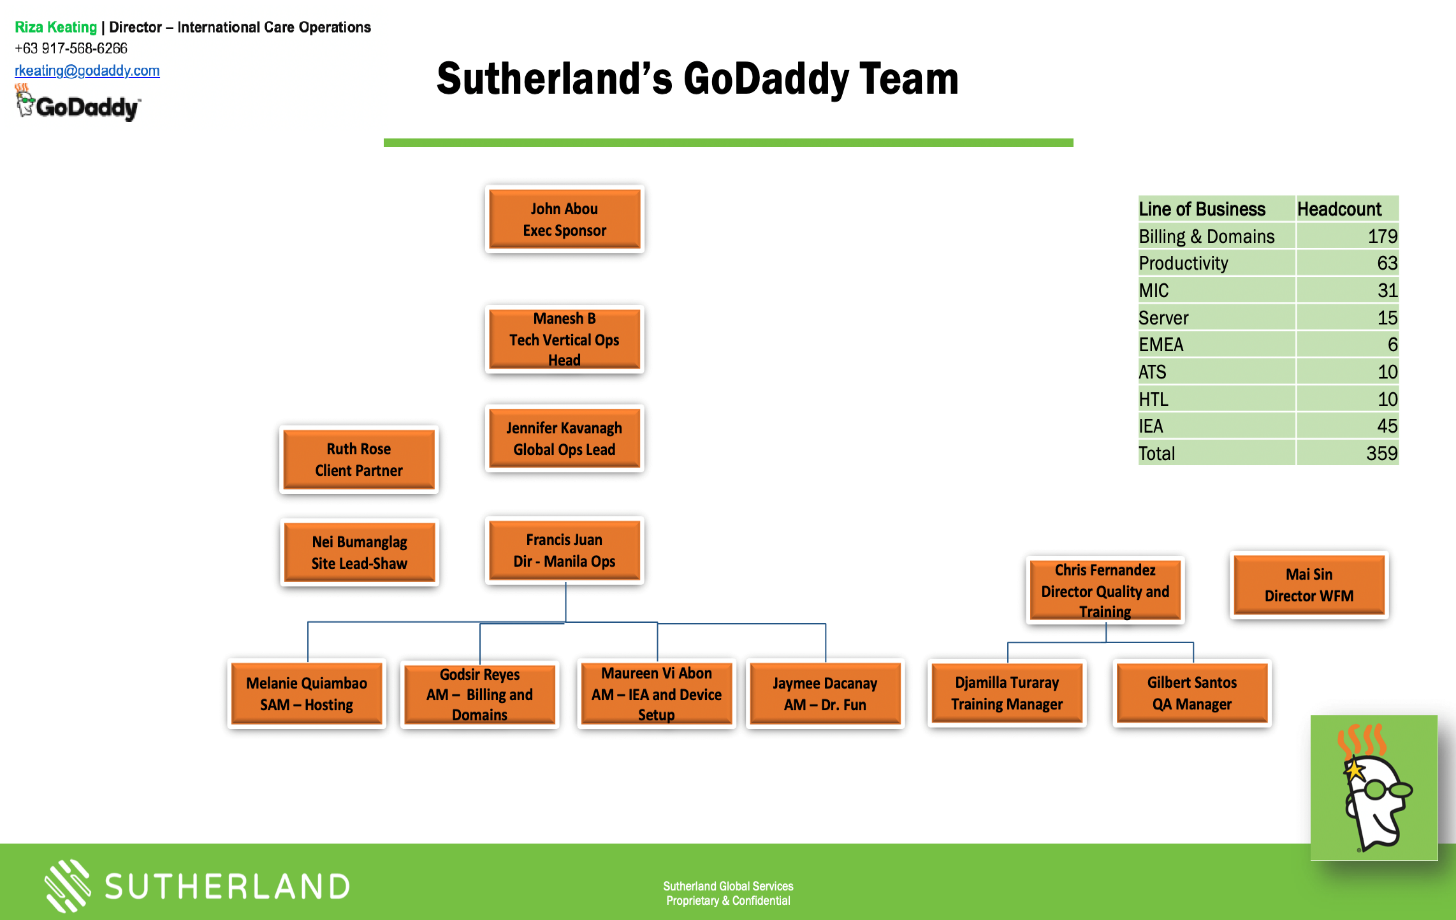 Riza Keating | Director – International Care Operations
+63 917-568-6266
rkeating@godaddy.com
GoDaddy
Sutherland’s GoDaddy Team
John Abou
Exec Sponsor
Manesh B
Tech Vertical Ops
Head
Jennifer Kavanagh
Global Ops Lead
Ruth Rose
Client Partner
Nei Bumanglag
Site Lead-Shaw
Francis Juan
Dir - Manila Ops
Line of Business Headcount
Billing & Domains 179
Productivity 63
MIC 31
Server 15
EMEA 6
ATS 10
HTL 10
IEA 45
Total 359
Chris Fernandez
Director Quality and
Training
Mai Sin
Director WFM
Melanie Quiambao
SAM – Hosting
Godsir Reyes
AM – Billing and
Domains
Maureen Vi Abon
AM – IEA and Device
Setup
Jaymee Dacanay
AM – Dr. Fun
Djamilla Turaray
Training Manager
Gilbert Santos
QA Manager
SUTHERLAND
Sutherland Global Services
Proprietary & Confidential